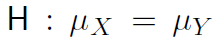 H : μ_X = μ_Y